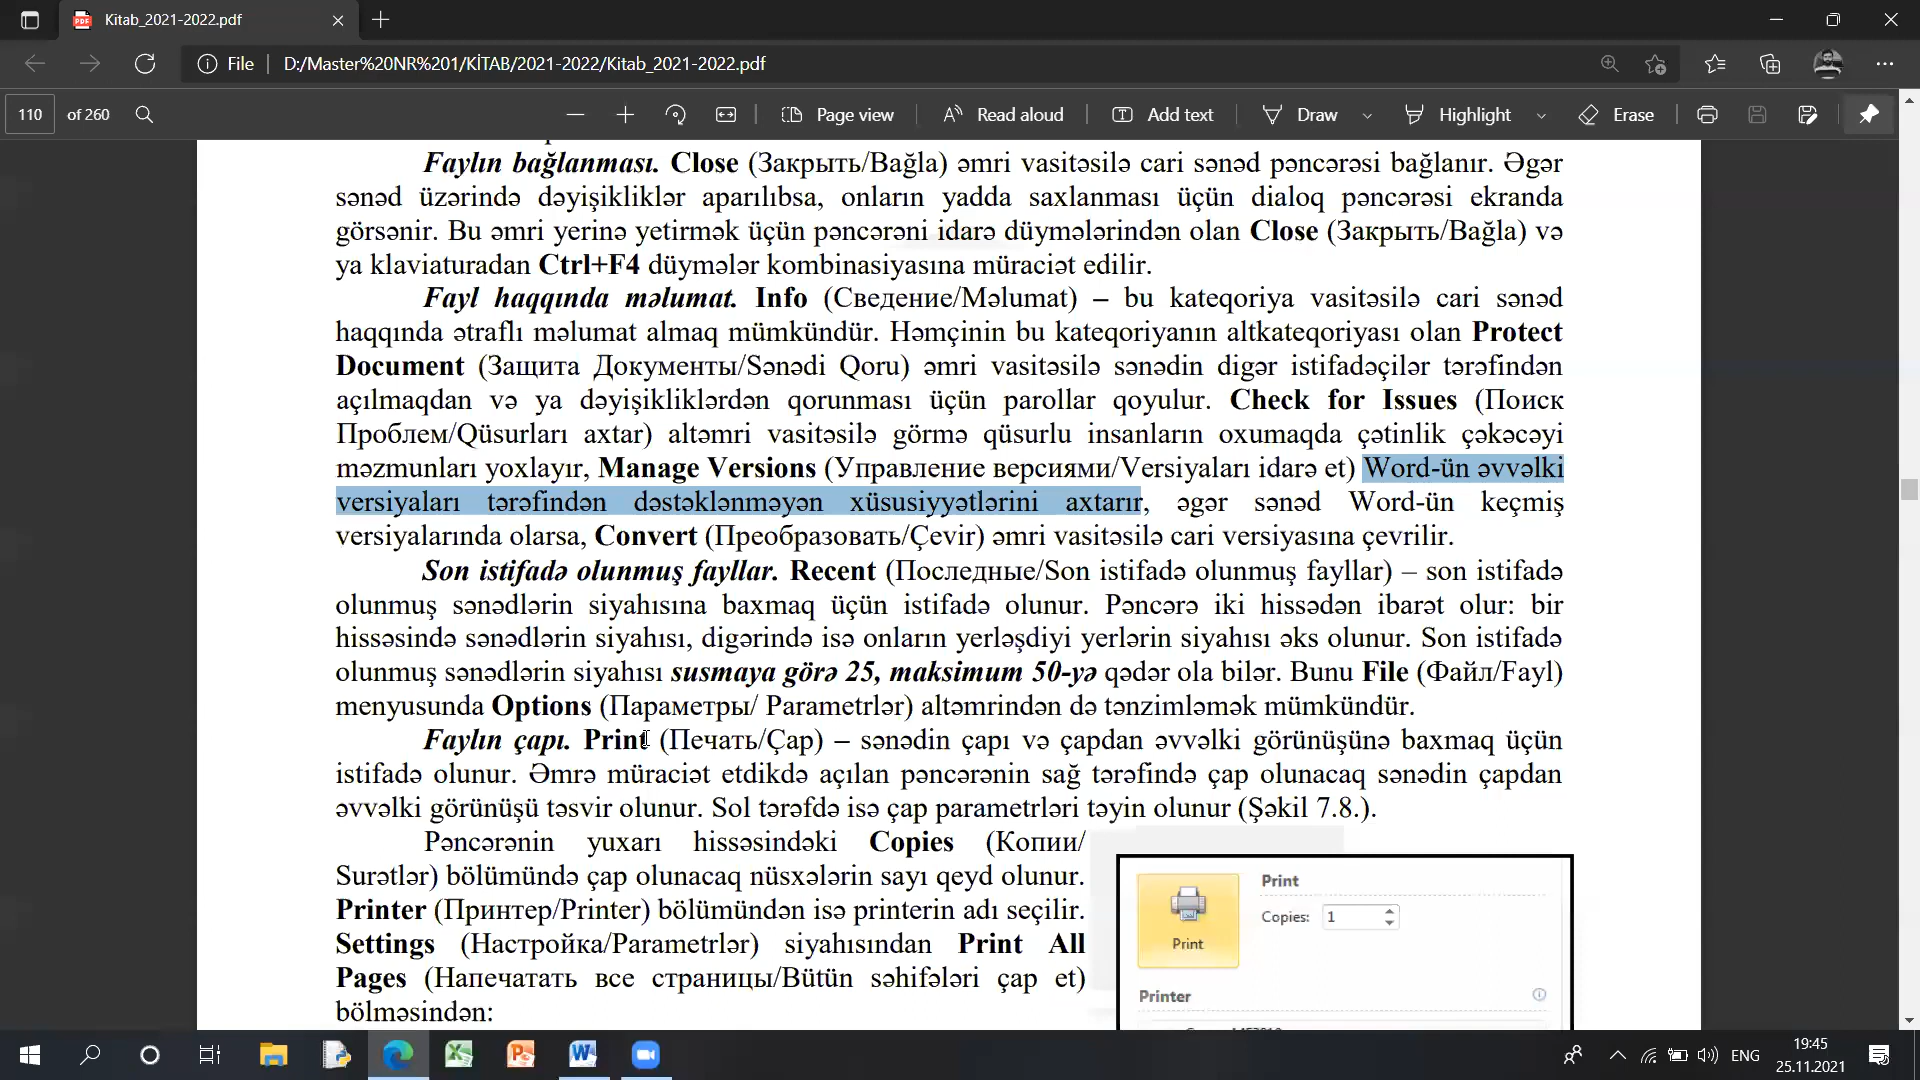 Kitab_2021-2022.pdf
File
D:/Master%20NR%201/KİTAB/2021-2022/Kitab_2021-2022.pdf
110 of 260
Page view
Read aloud
Add text
Draw
Highlight
Erase
Faylın bağlanması. Close (Закрыть/Bağla) əmri vasitəsilə cari sənəd pəncərəsi bağlanır. Əgər
sənəd üzərində dəyişikliklər aparılıbsa, onların yadda saxlanması üçün dialoq pəncərəsi ekranda
görsənir. Bu əmri yerinə yetirmək üçün pəncərəni idarə düymələrindən olan Close (Закрыть/Bağla) və
ya klaviaturadan Ctrl+F4 düymələr kombinasiyasına müraciət edilir.
Fayl haqqında məlumat. Info (Сведение/Məlumat) – bu kateqoriya vasitəsilə cari sənəd
haqqında ətraflı məlumat almaq mümkündür. Həmçinin bu kateqoriyanın altkateqoriyası olan Protect
Document (Защита Документы/Sənədi Qoru) əmri vasitəsilə sənədin digər istifadəçilər tərəfindən
açılmaqdan və ya dəyişikliklərdən qorunması üçün parollar qoyulur. Check for Issues (Поиск
Проблем/Qüsurları axtar) altəmri vasitəsilə görmə qüsurlu insanların oxumaqda çətinlik çəkəcəyi
məzmunları yoxlayır, Manage Versions (Управление версиями/Versiyaları idarə et) Word-ün əvvəlki
versiyaları tərəfindən dəstəklənməyən xüsusiyyətlərini axtarır, əgər sənəd Word-ün keçmiş
versiyalarında olarsa, Convert (Преобразовать/Çevir) əmri vasitəsilə cari versiyasına çevrilir.
Son istifadə olunmuş fayllar. Recent (Последные/Son istifadə olunmuş fayllar) – son istifadə
olunmuş sənədlərin siyahısına baxmaq üçün istifadə olunur. Pəncərə iki hissədən ibarət olur: bir
hissəsində sənədlərin siyahısı, digərində isə onların yerləşdiyi yerlərin siyahısı əks olunur. Son istifadə
olunmuş sənədlərin siyahısı susmaya görə 25, maksimum 50-yə qədər ola bilər. Bunu File (Файл/Fayl)
menyusunda Options (Параметры/ Parametrlər) altəmrindən də tənzimləmək mümkündür.
Faylın çapı. Print (Печать/Çap) – sənədin çapı və çapdan əvvəlki görünüşünə baxmaq üçün
istifadə olunur. Əmrə müraciət etdikdə açılan pəncərənin sağ tərəfində çap olunacaq sənədin çapdan
əvvəlki görünüşü təsvir olunur. Sol tərəfdə isə çap parametrləri təyin olunur (Şəkil 7.8.).
Pəncərənin yuxarı hissəsindəki Copies (Копии/
Surətlər) bölümündə çap olunacaq nüsxələrin sayı qeyd olunur.
Printer (Принтер/Printer) bölümündən isə printerin adı seçilir.
Settings (Настройка/Parametrlər) siyahısından Print All
Pages (Напечатать все страницы/Bütün səhifələri çap et)
bölməsindən:
Print
Copies: 1
Print
Printer
ENG
19:45
25.11.2021